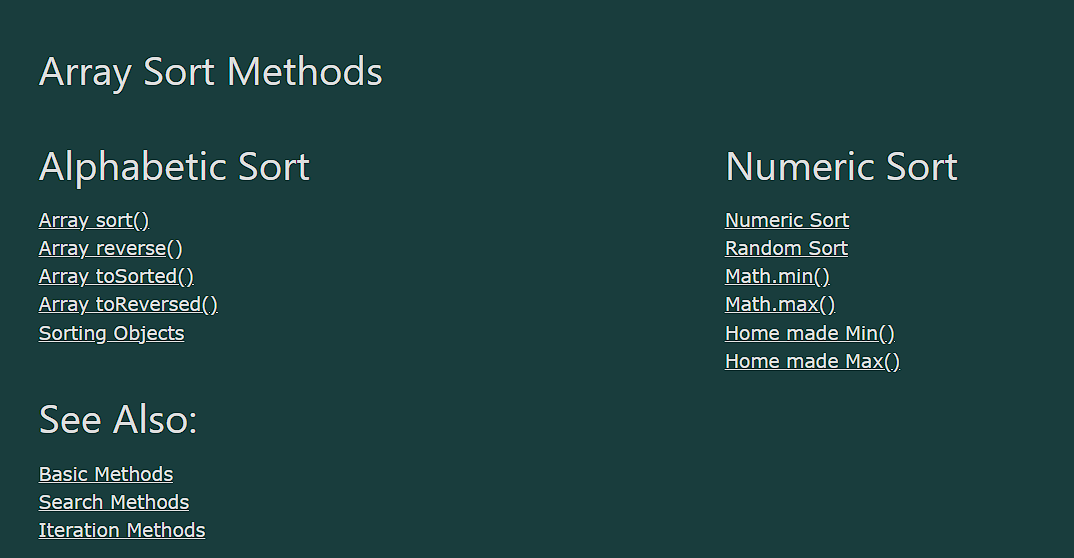 Array Sort Methods
Alphabetic Sort
Array sort()
Array reverse()
Array toSorted()
Array toReversed()
Sorting Objects
Numeric Sort
Numeric Sort
Random Sort
Math.min()
Math.max()
Home made Min()
Home made Max()
See Also:
Basic Methods
Search Methods
Iteration Methods